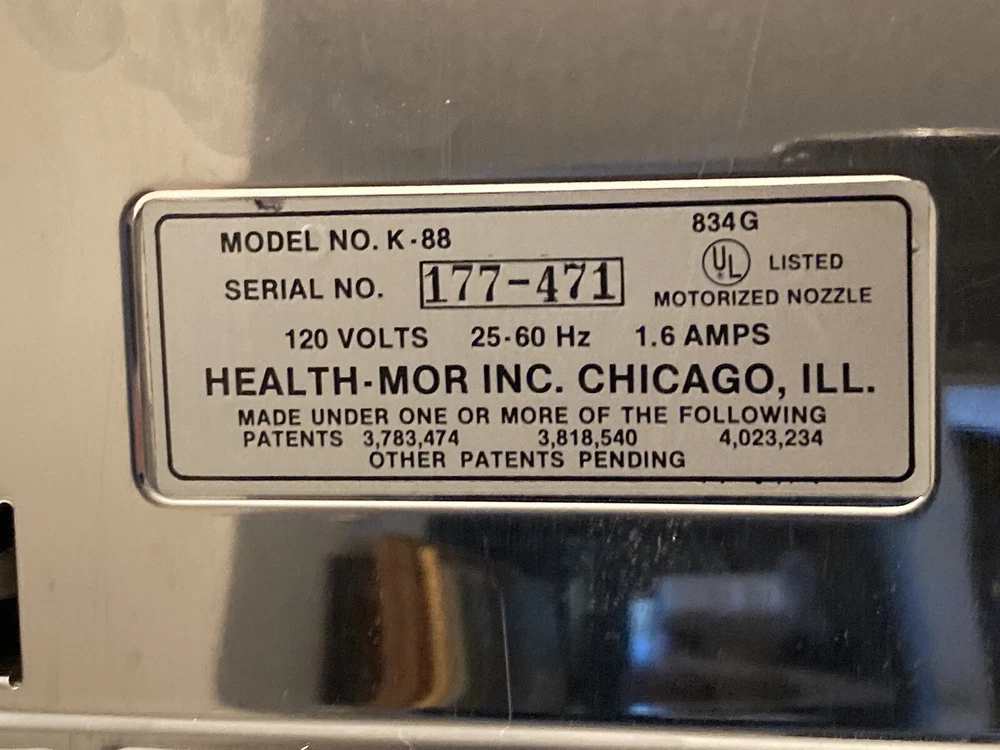 834G
MODEL NO. K-88
UL LISTED
SERIAL NO. 177-471
MOTORIZED NOZZLE
120 VOLTS 25-60 Hz 1.6 AMPS
HEALTH-MOR INC. CHICAGO, ILL.
MADE UNDER ONE OR MORE OF THE FOLLOWING
PATENTS 3,783,474 3,818,540 4,023,234
OTHER PATENTS PENDING